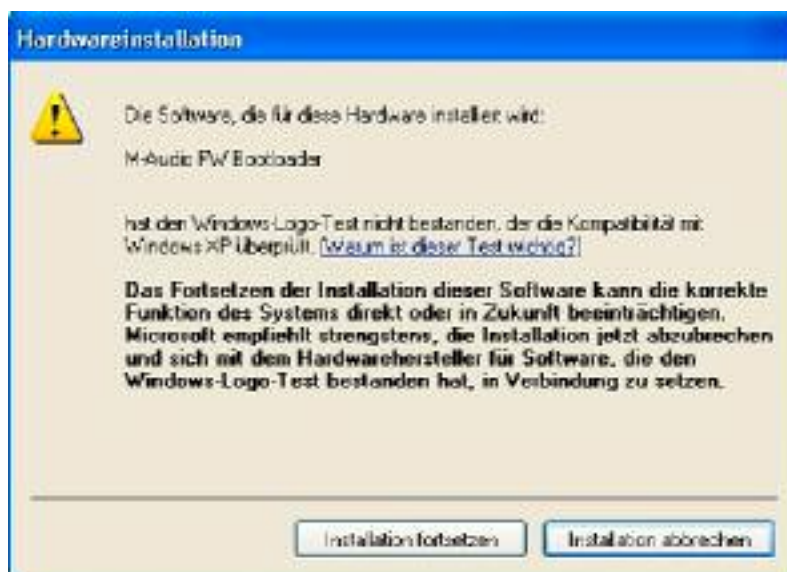 Hardwareinstallation
Die Software, die für diese Hardware installiert wird:
M-Audio FW Bootloader
hat den Windows-Logo-Test nicht bestanden, der die Kompatibilität mit
Windows XP überprüft. (Warum ist dieser Test wichtig?)
Das Fortsetzen der Installation dieser Software kann die korrekte
Funktion des Systems direkt oder in Zukunft beeinträchtigen.
Microsoft empfiehlt strengstens, die Installation jetzt abzubrechen
und sich mit dem Hardwarehersteller für Software, die den
Windows-Logo-Test bestanden hat, in Verbindung zu setzen.
Installation fortsetzen
Installation abbrechen